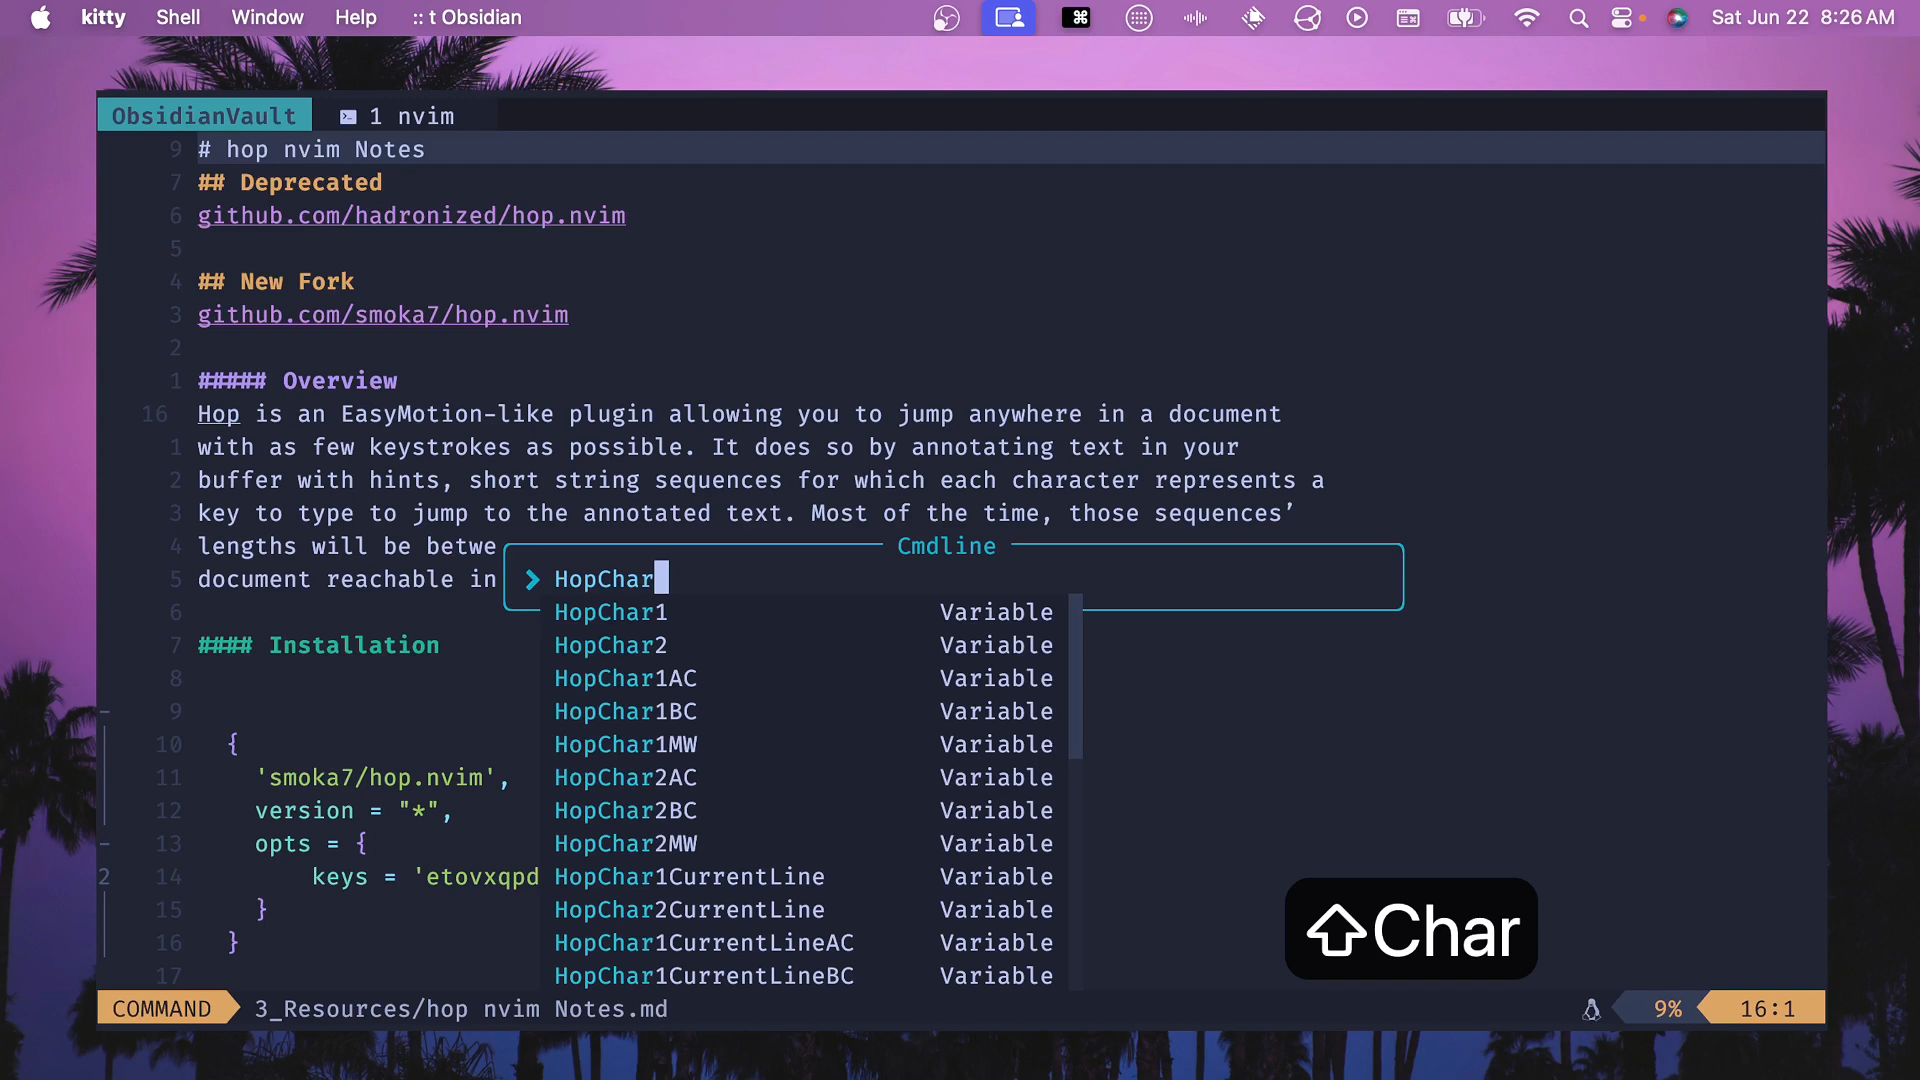 kitty Shell Window Help :: t Obsidian Sat Jun 22 8:26 AM
ObsidianVault 1 nvim
9 # hop nvim Notes
7 ## Deprecated
6 github.com/hadronized/hop.nvim
5
4 ## New Fork
3 github.com/smoka7/hop.nvim
2
1 ##### Overview
16 Hop is an EasyMotion-like plugin allowing you to jump anywhere in a document
1 with as few keystrokes as possible. It does so by annotating text in your
2 buffer with hints, short string sequences for which each character represents a
3 key to type to jump to the annotated text. Most of the time, those sequences’
4 lengths will be betwe
Cmdline
5 document reachable in
HopChar
6
HopChar1 Variable
7 #### Installation
HopChar2 Variable
8
HopChar1AC Variable
9
HopChar1BC Variable
10 {
HopChar1MW Variable
11 'smoka7/hop.nvim',
HopChar2AC Variable
12 version = "*",
HopChar2BC Variable
13 opts = {
HopChar2MW Variable
2 14 keys = 'etovxqpd
HopChar1CurrentLine Variable
15 }
HopChar2CurrentLine Variable
16 }
HopChar1CurrentLineAC Variable
17
HopChar1CurrentLineBC Variable
⇧Char
COMMAND 3_Resources/hop nvim Notes.md 9% 16:1